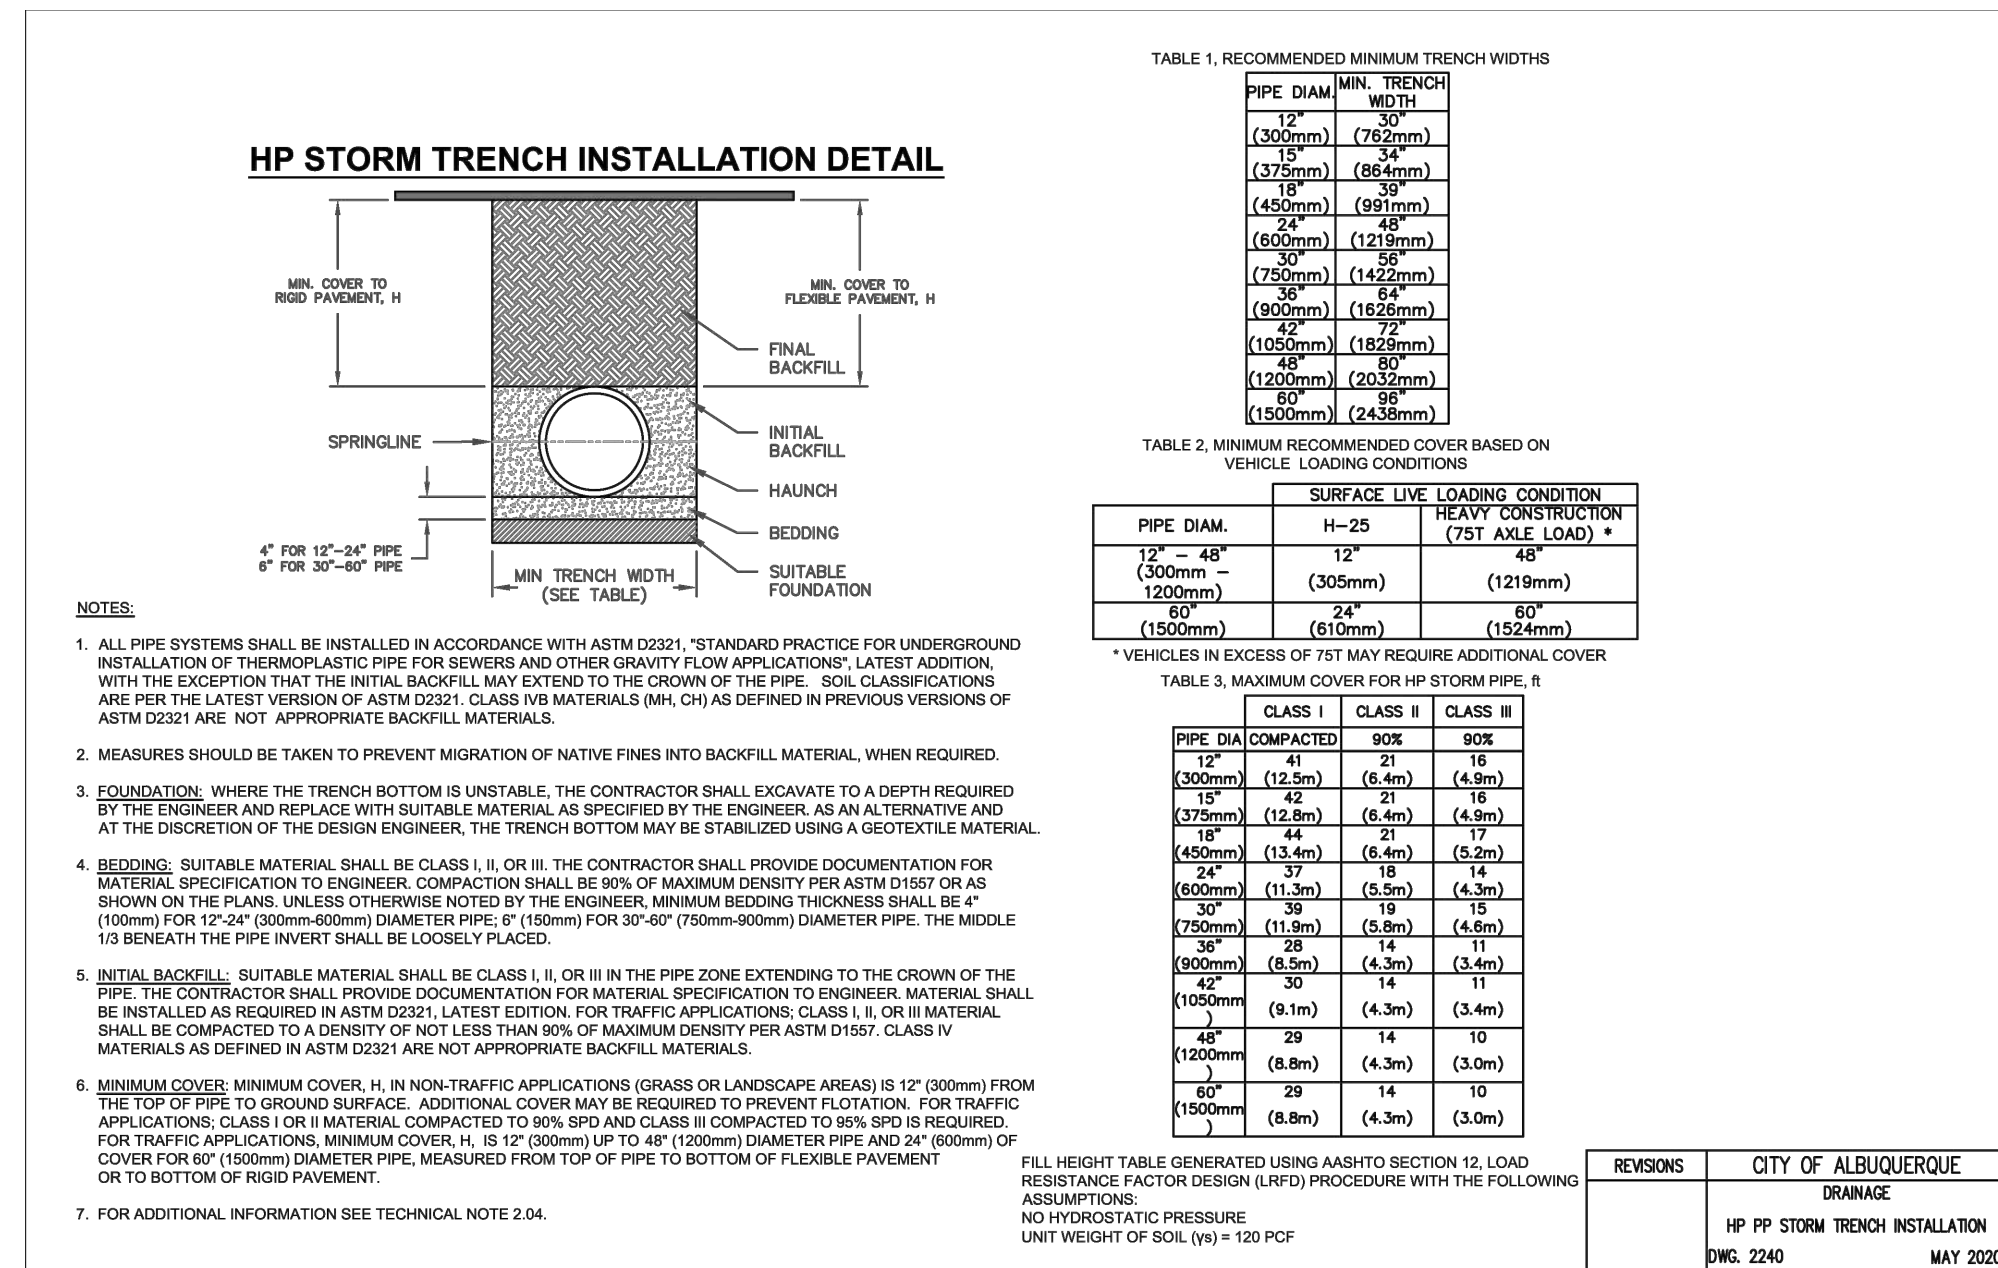 HP STORM TRENCH INSTALLATION DETAIL
MIN. COVER TO
RIGID PAVEMENT, H
MIN. COVER TO
FLEXIBLE PAVEMENT, H
FINAL
BACKFILL
SPRINGLINE
INITIAL
BACKFILL
HAUNCH
BEDDING
4" FOR 12"-24" PIPE
6" FOR 30"-60" PIPE
MIN TRENCH WIDTH
(SEE TABLE)
SUITABLE
FOUNDATION
NOTES:
1. ALL PIPE SYSTEMS SHALL BE INSTALLED IN ACCORDANCE WITH ASTM D2321, "STANDARD PRACTICE FOR UNDERGROUND
INSTALLATION OF THERMOPLASTIC PIPE FOR SEWERS AND OTHER GRAVITY FLOW APPLICATIONS", LATEST ADDITION,
WITH THE EXCEPTION THAT THE INITIAL BACKFILL MAY EXTEND TO THE CROWN OF THE PIPE. SOIL CLASSIFICATIONS
ARE PER THE LATEST VERSION OF ASTM D2321. CLASS IVB MATERIALS (MH, CH) AS DEFINED IN PREVIOUS VERSIONS OF
ASTM D2321 ARE NOT APPROPRIATE BACKFILL MATERIALS.
2. MEASURES SHOULD BE TAKEN TO PREVENT MIGRATION OF NATIVE FINES INTO BACKFILL MATERIAL, WHEN REQUIRED.
3. FOUNDATION: WHERE THE TRENCH BOTTOM IS UNSTABLE, THE CONTRACTOR SHALL EXCAVATE TO A DEPTH REQUIRED
BY THE ENGINEER AND REPLACE WITH SUITABLE MATERIAL AS SPECIFIED BY THE ENGINEER. AS AN ALTERNATIVE AND
AT THE DISCRETION OF THE DESIGN ENGINEER, THE TRENCH BOTTOM MAY BE STABILIZED USING A GEOTEXTILE MATERIAL.
4. BEDDING: SUITABLE MATERIAL SHALL BE CLASS I, II, OR III. THE CONTRACTOR SHALL PROVIDE DOCUMENTATION FOR
MATERIAL SPECIFICATION TO ENGINEER. COMPACTION SHALL BE 90% OF MAXIMUM DENSITY PER ASTM D1557 OR AS
SHOWN ON THE PLANS. UNLESS OTHERWISE NOTED BY THE ENGINEER, MINIMUM BEDDING THICKNESS SHALL BE 4"
(100mm) FOR 12"-24" (300mm-600mm) DIAMETER PIPE; 6" (150mm) FOR 30"-60" (750mm-900mm) DIAMETER PIPE. THE MIDDLE
1/3 BENEATH THE PIPE INVERT SHALL BE LOOSELY PLACED.
5. INITIAL BACKFILL: SUITABLE MATERIAL SHALL BE CLASS I, II, OR III IN THE PIPE ZONE EXTENDING TO THE CROWN OF THE
PIPE. THE CONTRACTOR SHALL PROVIDE DOCUMENTATION FOR MATERIAL SPECIFICATION TO ENGINEER. MATERIAL SHALL
BE INSTALLED AS REQUIRED IN ASTM D2321, LATEST EDITION. FOR TRAFFIC APPLICATIONS; CLASS I, II, OR III MATERIAL
SHALL BE COMPACTED TO A DENSITY OF NOT LESS THAN 90% OF MAXIMUM DENSITY PER ASTM D1557. CLASS IV
MATERIALS AS DEFINED IN ASTM D2321 ARE NOT APPROPRIATE BACKFILL MATERIALS.
6. MINIMUM COVER: MINIMUM COVER, H, IN NON-TRAFFIC APPLICATIONS (GRASS OR LANDSCAPE AREAS) IS 12" (300mm) FROM
THE TOP OF PIPE TO GROUND SURFACE. ADDITIONAL COVER MAY BE REQUIRED TO PREVENT FLOTATION. FOR TRAFFIC
APPLICATIONS; CLASS I OR II MATERIAL COMPACTED TO 90% SPD AND CLASS III COMPACTED TO 95% SPD IS REQUIRED.
FOR TRAFFIC APPLICATIONS, MINIMUM COVER, H, IS 12" (300mm) UP TO 48" (1200mm) DIAMETER PIPE AND 24" (600mm) OF
COVER FOR 60" (1500mm) DIAMETER PIPE, MEASURED FROM TOP OF PIPE TO BOTTOM OF FLEXIBLE PAVEMENT
OR TO BOTTOM OF RIGID PAVEMENT.
7. FOR ADDITIONAL INFORMATION SEE TECHNICAL NOTE 2.04.
TABLE 1, RECOMMENDED MINIMUM TRENCH WIDTHS
PIPE DIAM. MIN. TRENCH
WIDTH
12" 30"
(300mm) (762mm)
15" 34"
(375mm) (864mm)
18" 39"
(450mm) (991mm)
24" 48"
(600mm) (1219mm)
30" 56"
(750mm) (1422mm)
36" 64"
(900mm) (1626mm)
42" 72"
(1050mm) (1829mm)
48" 80"
(1200mm) (2032mm)
60" 96"
(1500mm) (2438mm)
TABLE 2, MINIMUM RECOMMENDED COVER BASED ON
VEHICLE LOADING CONDITIONS
SURFACE LIVE LOADING CONDITION
PIPE DIAM. H-25 HEAVY CONSTRUCTION
(75T AXLE LOAD) *
12" - 48" 12" 48"
(300mm - (305mm) (1219mm)
1200mm)
60" 24" 60"
(1500mm) (610mm) (1524mm)
* VEHICLES IN EXCESS OF 75T MAY REQUIRE ADDITIONAL COVER
TABLE 3, MAXIMUM COVER FOR HP STORM PIPE, ft
CLASS I CLASS II CLASS III
PIPE DIA COMPACTED 90% 90%
12" 41 21 16
(300mm) (12.5m) (6.4m) (4.9m)
15" 42 21 16
(375mm) (12.8m) (6.4m) (4.9m)
18" 44 21 17
(450mm) (13.4m) (6.4m) (5.2m)
24" 37 18 14
(600mm) (11.3m) (5.5m) (4.3m)
30" 39 19 15
(750mm) (11.9m) (5.8m) (4.6m)
36" 28 14 11
(900mm) (8.5m) (4.3m) (3.4m)
42" 30 14 11
(1050mm (9.1m) (4.3m) (3.4m)
)
48" 29 14 10
(1200mm (8.8m) (4.3m) (3.0m)
)
60" 29 14 10
(1500mm (8.8m) (4.3m) (3.0m)
)
FILL HEIGHT TABLE GENERATED USING AASHTO SECTION 12, LOAD
RESISTANCE FACTOR DESIGN (LRFD) PROCEDURE WITH THE FOLLOWING
ASSUMPTIONS:
NO HYDROSTATIC PRESSURE
UNIT WEIGHT OF SOIL (γs) = 120 PCF
REVISIONS
CITY OF ALBUQUERQUE
DRAINAGE
HP PP STORM TRENCH INSTALLATION
DWG. 2240 MAY 2020